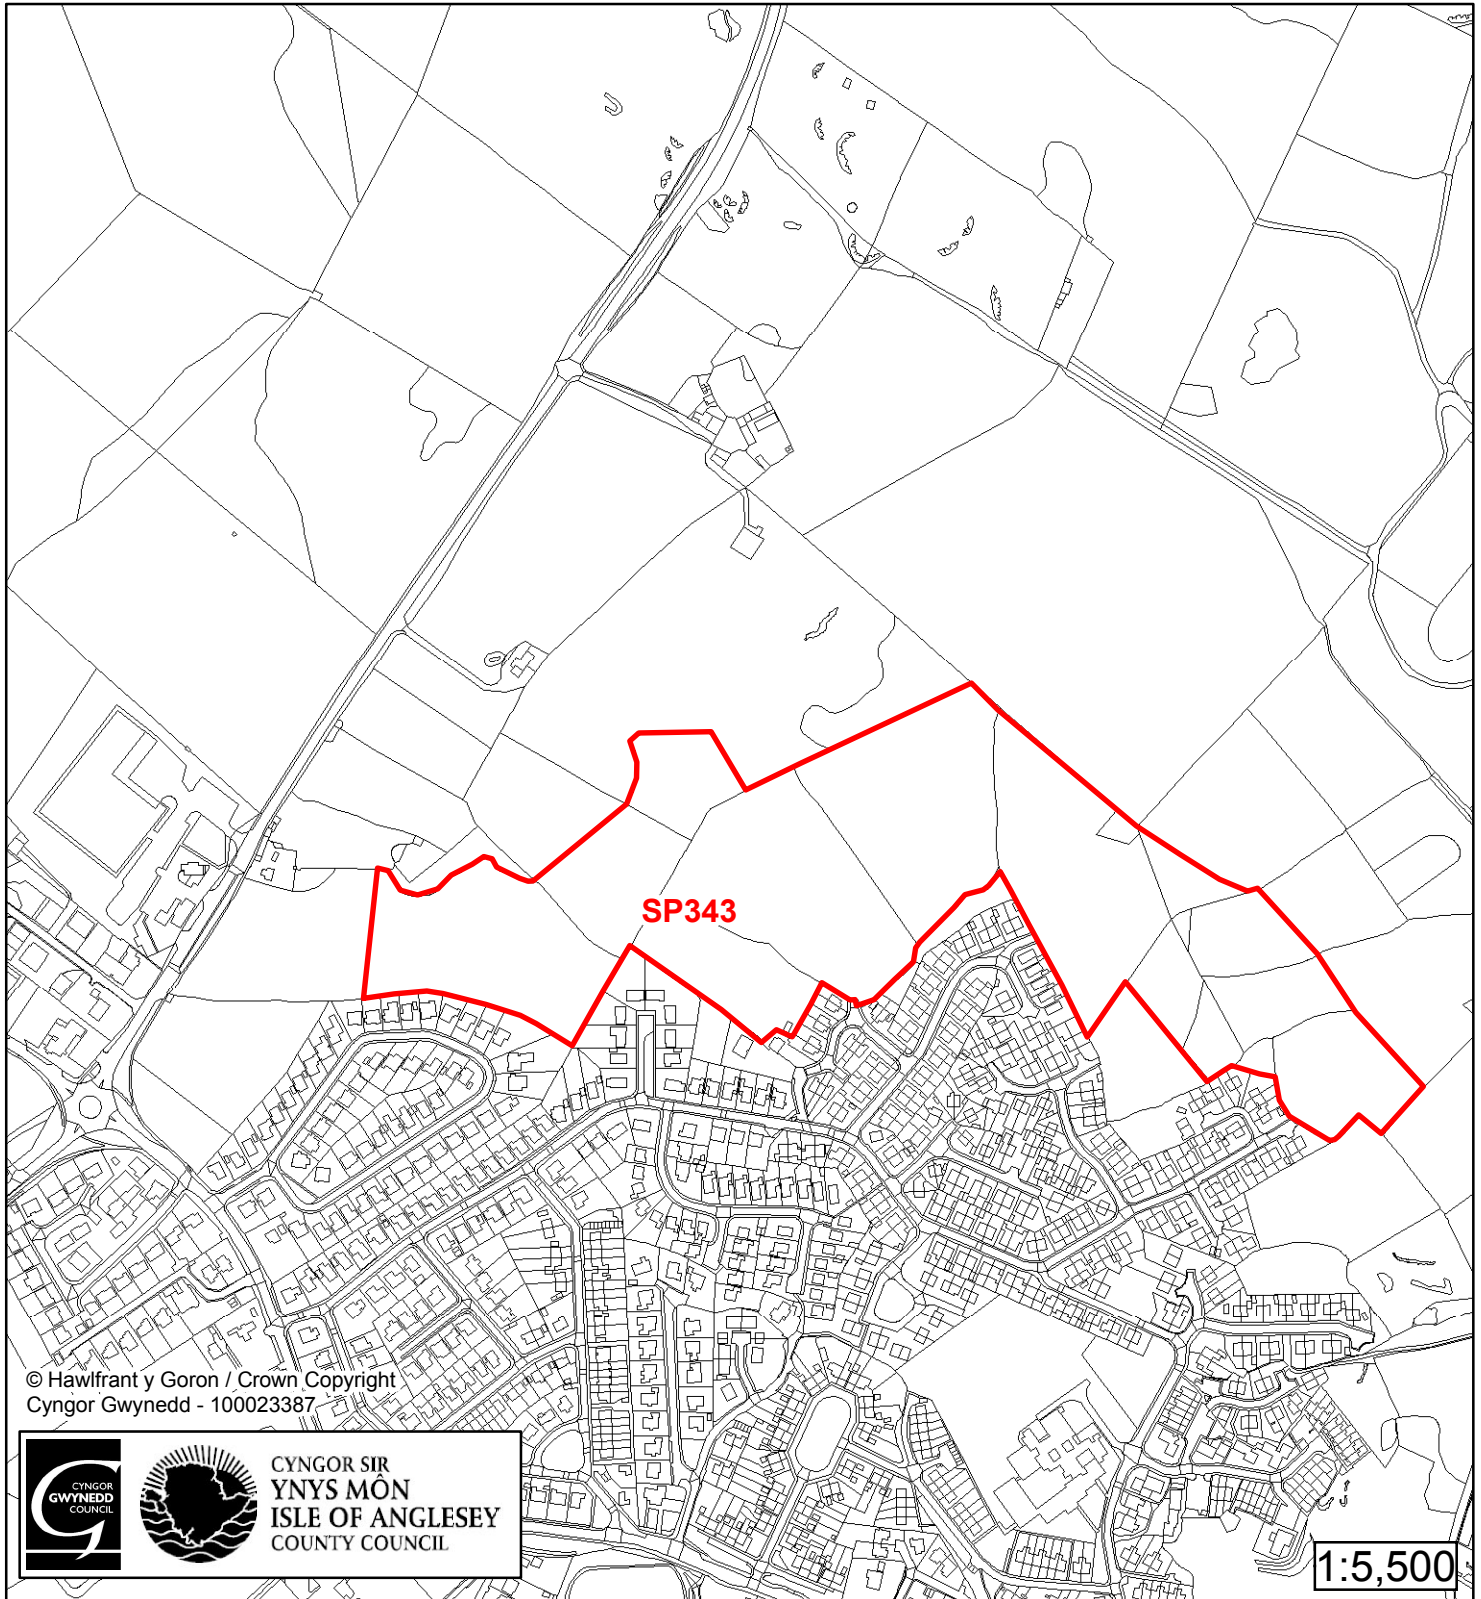 SP343
© Hawlfrant y Goron / Crown Copyright
Cyngor Gwynedd - 100023387
CYNGOR
GWYNEDD
COUNCIL
CYNGOR SIR
YNYS MÔN
ISLE OF ANGLESEY
COUNTY COUNCIL
1:5,500